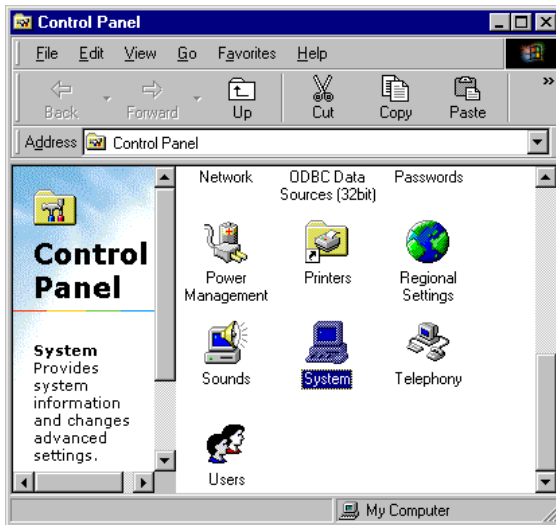 Control Panel
File Edit View Go Favorites Help
Back Forward Up Cut Copy Paste »
Address Control Panel
Control
Panel
System
Provides
system
information
and changes
advanced
settings.
Network ODBC Data Passwords
Sources (32bit)
Power Printers Regional
Management Settings
Sounds System Telephony
Users
My Computer